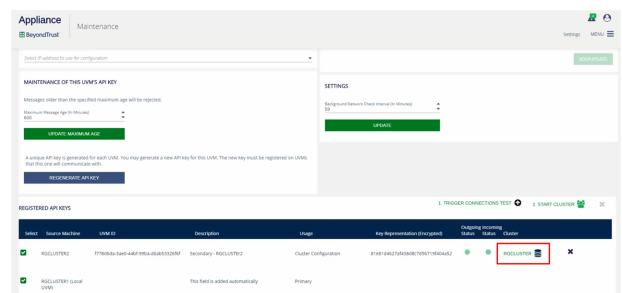 Appliance
Maintenance
BeyondTrust
Settings
MENU
Select IP address to use for configuration
MAINTENANCE OF THIS UVM'S API KEY
Messages older than the specified maximum age will be rejected.
Maximum Message Age (In Minutes)
600
UPDATE MAXIMUM AGE
A unique API key is generated for each UVM. You may generate a new API key for this UVM. The new key must be registered on UVMs
that this one will communicate with.
REGENERATE API KEY
SETTINGS
Background Network Check Interval (In Minutes)
59
UPDATE
REGISTERED API KEYS
1. TRIGGER CONNECTIONS TEST
2. START CLUSTER
Select Source Machine UVM ID Description Usage Key Representation (Encrypted) Outgoing Status Incoming Status Cluster
RGCLUSTER2 Secondary - RGCLUSTEr2 Cluster Configuration RGCLUSTER
RGCLUSTER1 (Local UVM) This field is added automatically Primary